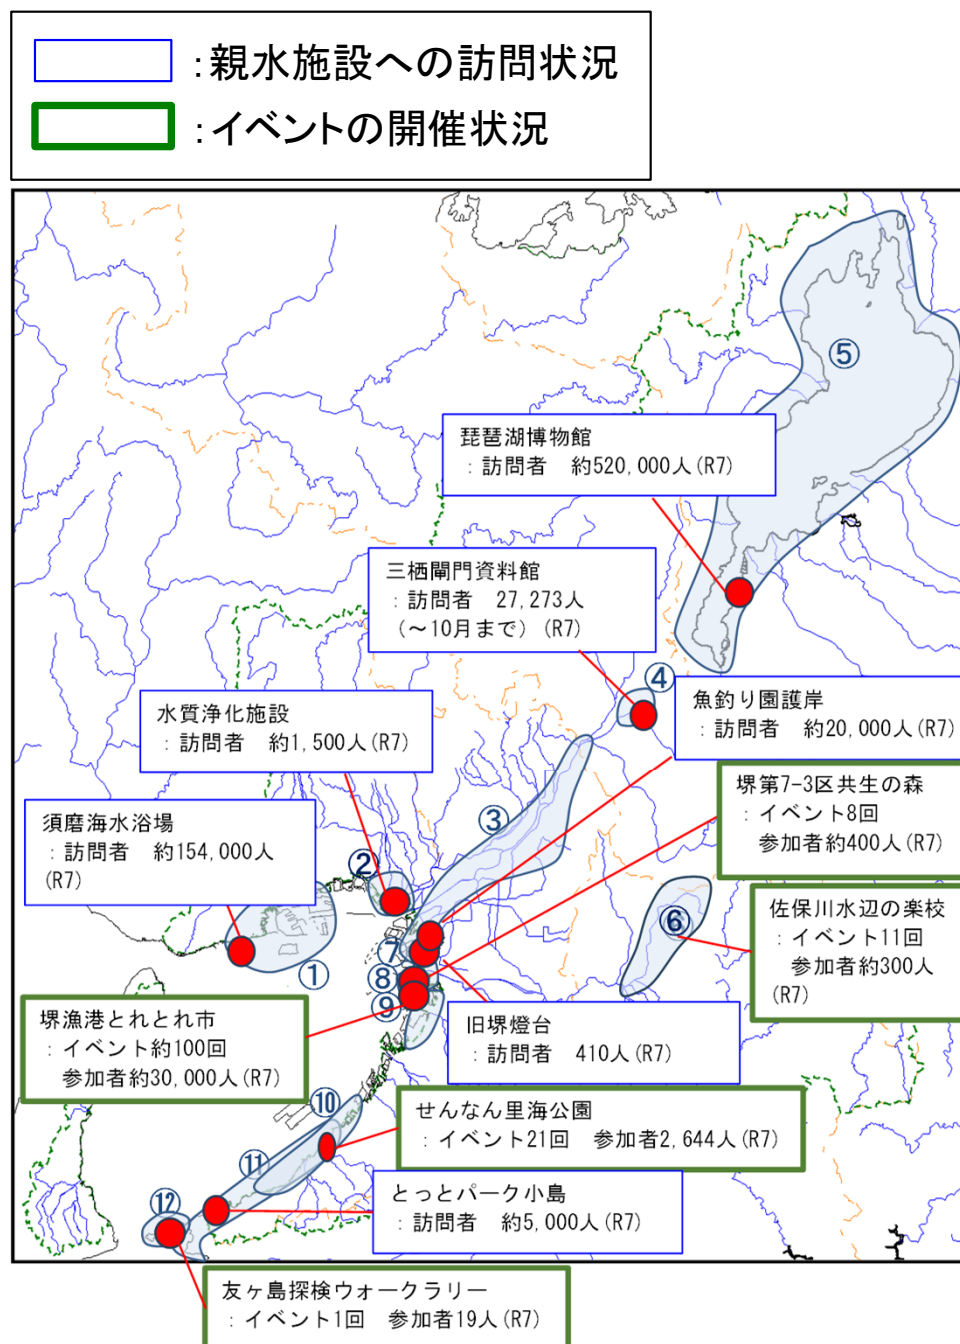 ：親水施設への訪問状況
：イベントの開催状況
⑤
琵琶湖博物館
：訪問者　約520,000人(R7)
三栖閘門資料館
：訪問者　27,273人
（～10月まで）(R7)
④
魚釣り園護岸
：訪問者　約20,000人(R7)
水質浄化施設
：訪問者　約1,500人(R7)
堺第7-3区共生の森
：イベント8回
参加者約400人(R7)
③
須磨海水浴場
：訪問者　約154,000人
(R7)
②
佐保川水辺の楽校
：イベント11回
参加者約300人
(R7)
⑥
①
⑦
⑧
⑨
堺漁港とれとれ市
：イベント約100回
参加者約30,000人(R7)
旧堺燈台
：訪問者　410人(R7)
⑩
せんなん里海公園
：イベント21回　参加者2,644人(R7)
⑪
とっとパーク小島
：訪問者　約5,000人(R7)
⑫
友ヶ島探検ウォークラリー
：イベント1回　参加者19人(R7)